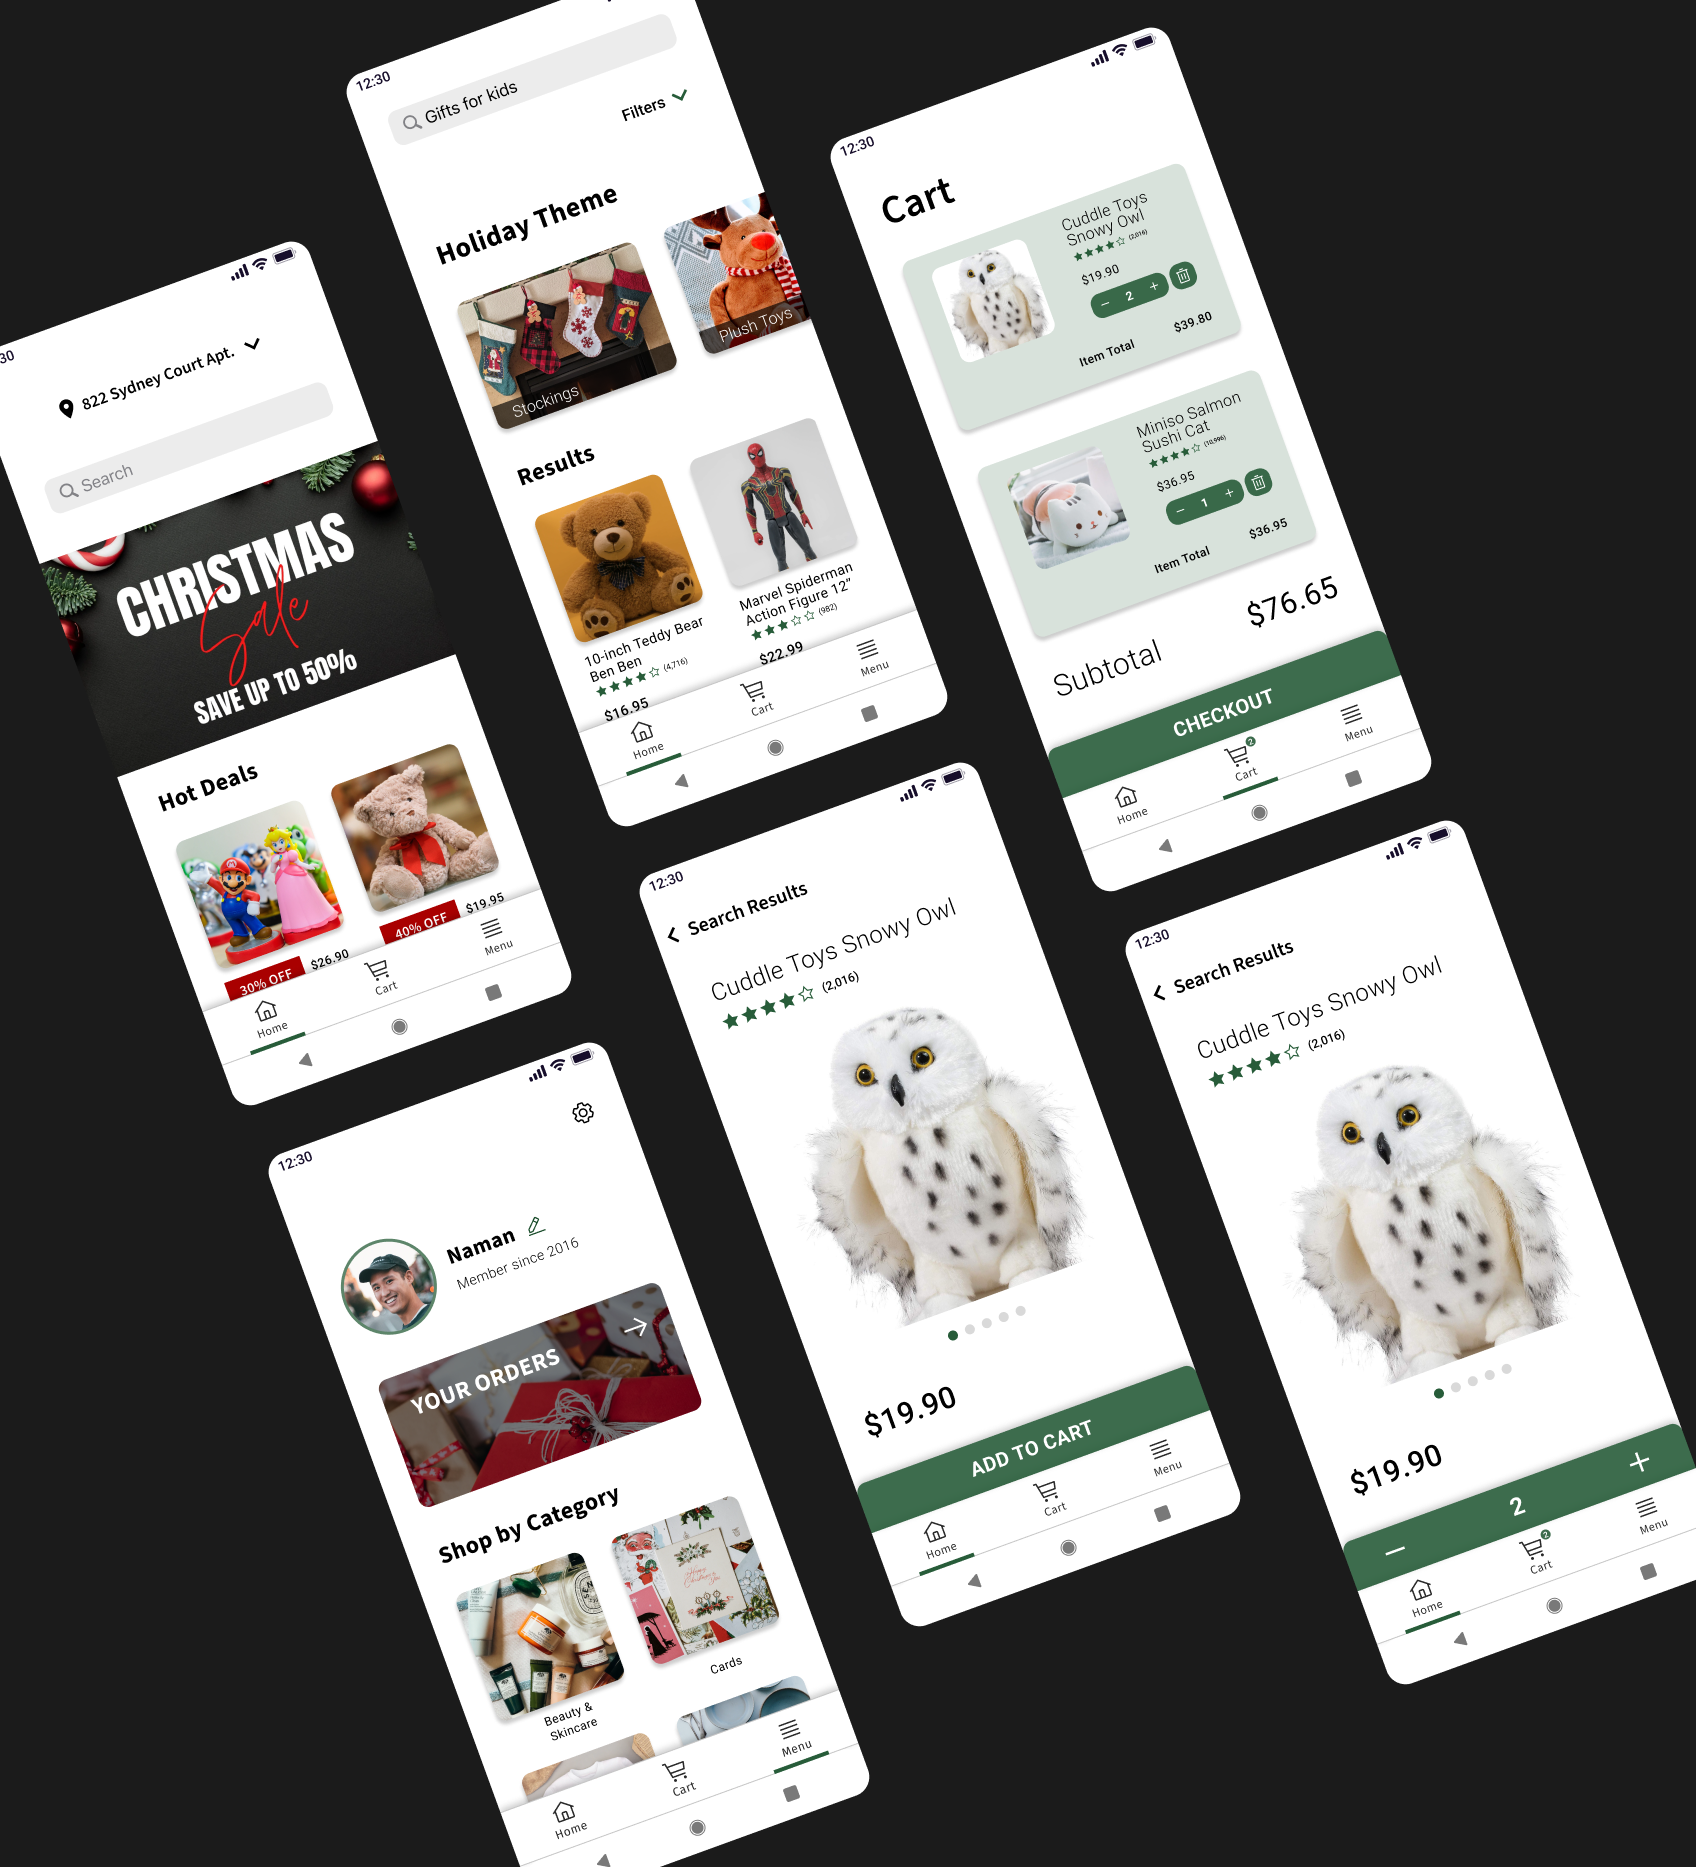 :30
822 Sydney Court Apt.
Search
CHRISTMAS
Sale
SAVE UP TO 50%
Hot Deals
30% OFF
$26.90
40% OFF
$19.95
Home
Cart
Menu
12:30
Gifts for kids
Filters
Holiday Theme
Stockings
Plush Toys
Results
10-inch Teddy Bear
Ben Ben
(4,716)
$16.95
Marvel Spiderman
Action Figure 12"
(982)
$22.99
Home
Cart
Menu
12:30
Cart
Cuddle Toys
Snowy Owl
(2,016)
$19.90
2
Item Total
$39.80
Miniso Salmon
Sushi Cat
(10,996)
$36.95
1
Item Total
$36.95
Subtotal
$76.65
CHECKOUT
Home
2
Cart
Menu
12:30
Naman
Member since 2016
YOUR ORDERS
Shop by Category
Beauty &
Skincare
Cards
Home
Cart
Menu
12:30
Search Results
Cuddle Toys Snowy Owl
(2,016)
$19.90
ADD TO CART
Home
Cart
Menu
12:30
Search Results
Cuddle Toys Snowy Owl
(2,016)
$19.90
2
Home
2
Cart
Menu